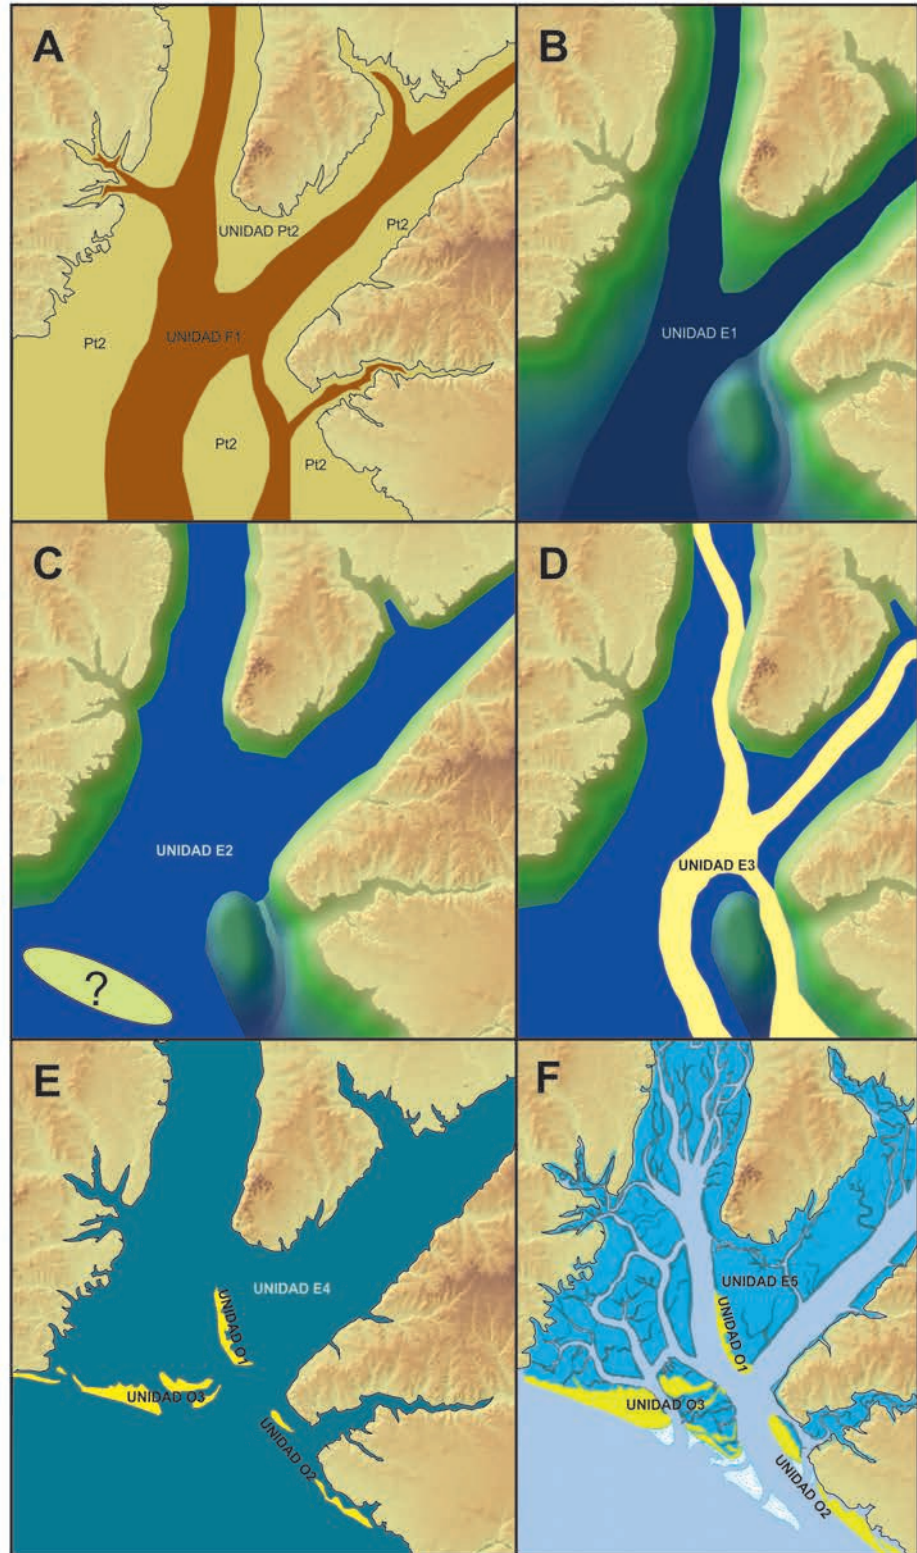 A
UNIDAD Pt2
Pt2
UNIDAD F1
Pt2
Pt2
Pt2
B
UNIDAD E1
C
UNIDAD E2
?
D
UNIDAD E3
E
UNIDAD E4
UNIDAD O1
UNIDAD O3
UNIDAD O2
F
UNIDAD E5
UNIDAD O1
UNIDAD O3
UNIDAD O2